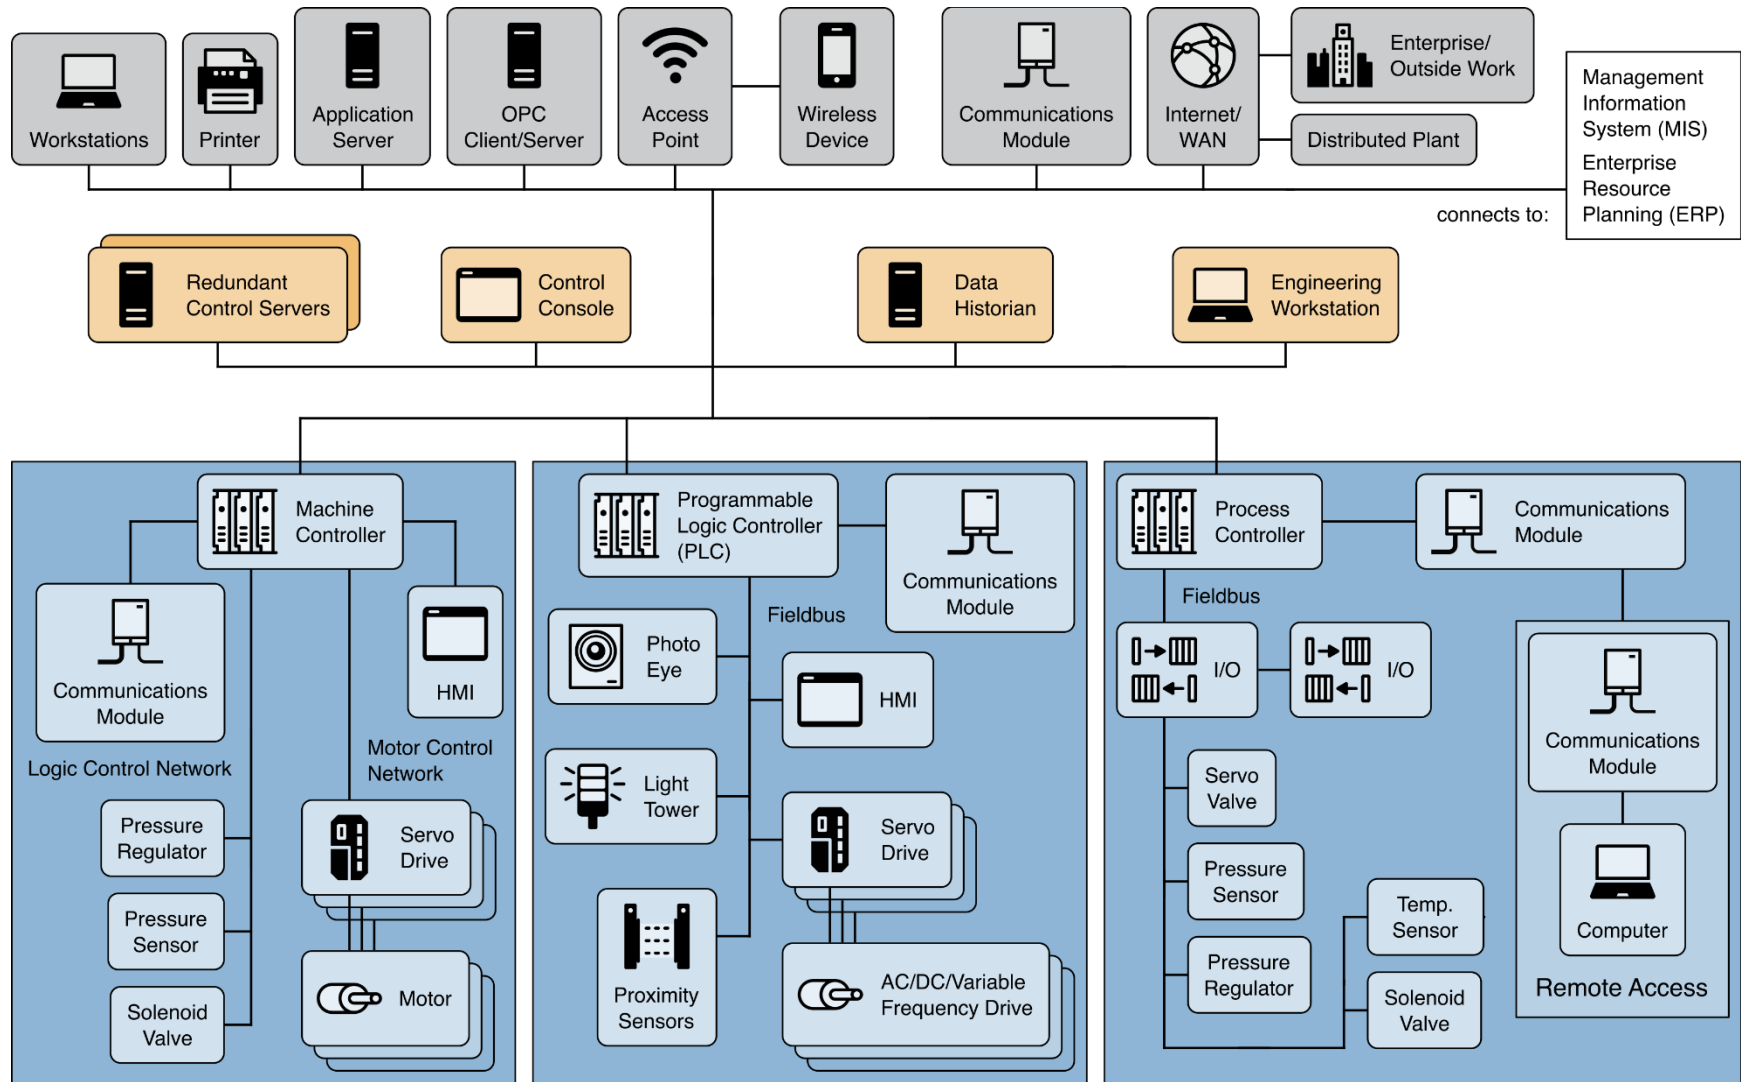 Workstations
Printer
Application
Server
OPC
Client/Server
Access
Point
Wireless
Device
Communications
Module
Internet/
WAN
Enterprise/
Outside Work
Distributed Plant
Management
Information
System (MIS)
Enterprise
Resource
Planning (ERP)
connects to:
Redundant
Control Servers
Control
Console
Data
Historian
Engineering
Workstation
Machine
Controller
Communications
Module
HMI
Logic Control Network
Motor Control
Network
Pressure
Regulator
Pressure
Sensor
Solenoid
Valve
Servo
Drive
Motor
Programmable
Logic Controller
(PLC)
Communications
Module
Fieldbus
Photo
Eye
HMI
Light
Tower
Servo
Drive
Proximity
Sensors
AC/DC/Variable
Frequency Drive
Process
Controller
Communications
Module
Fieldbus
I/O
I/O
Servo
Valve
Pressure
Sensor
Pressure
Regulator
Temp.
Sensor
Solenoid
Valve
Communications
Module
Computer
Remote Access